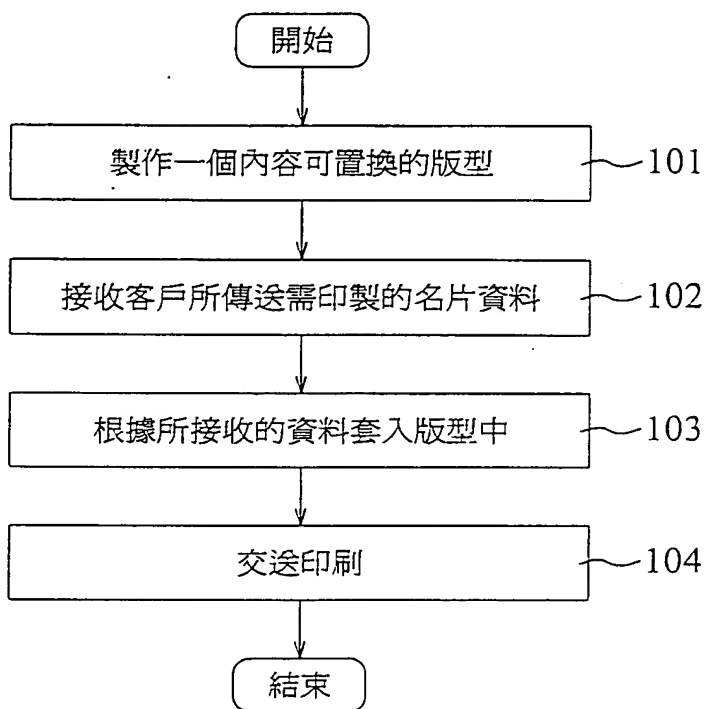 開始
製作一個內容可置換的版型 101
接收客戶所傳送需印製的名片資料 102
根據所接收的資料套入版型中 103
交送印刷 104
結束